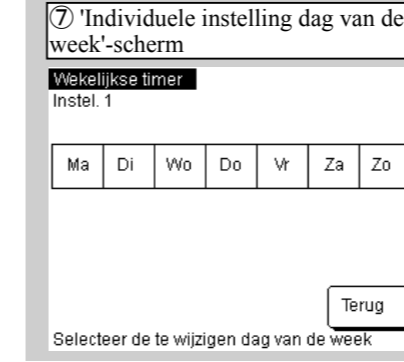 ⑦ 'Individuele instelling dag van de
week'-scherm
Wekelijkse timer
Instel. 1
Ma Di Wo Do Vr Za Zo
Terug
Selecteer de te wijzigen dag van de week